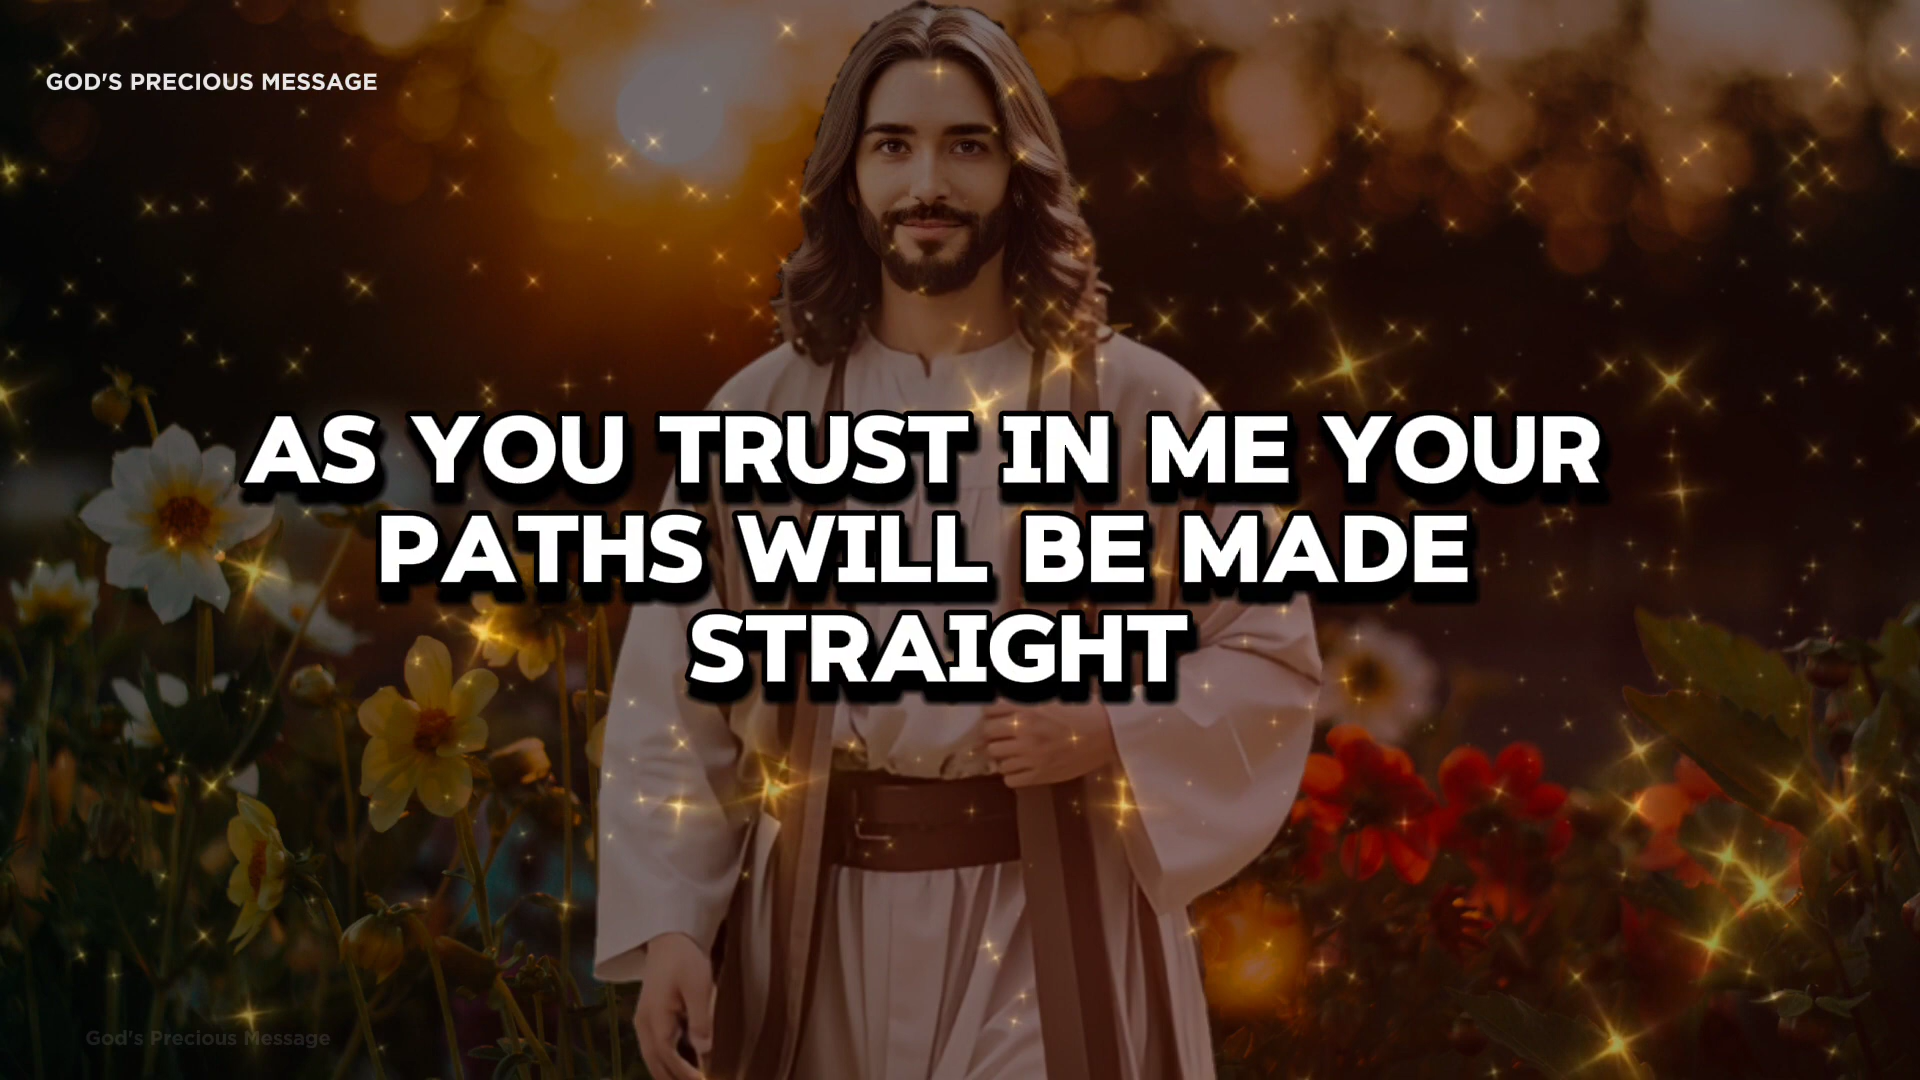 GOD'S PRECIOUS MESSAGE
AS YOU TRUST IN ME YOUR
PATHS WILL BE MADE
STRAIGHT
God's Precious Message